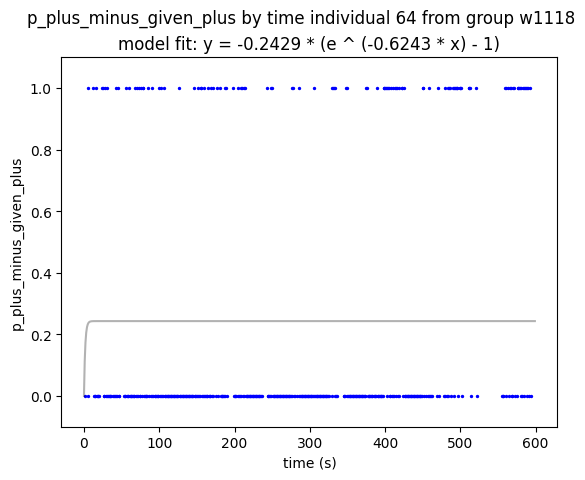 p_plus_minus_given_plus by time individual 64 from group w1118
model fit: y = -0.2429 * (e ^ (-0.6243 * x) - 1)
1.0
0.8
0.6
0.4
0.2
0.0
p_plus_minus_given_plus
0 100 200 300 400 500 600
time (s)